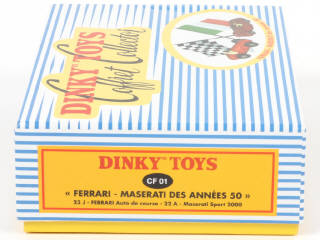 DINKY TOYS
Coffret Collector
DINKY TOYS
CF 01
« FERRARI - MASERATI DES ANNÉES 50 »
23 J - FERRARI Auto de course - 22 A - Maserati Sport 2000